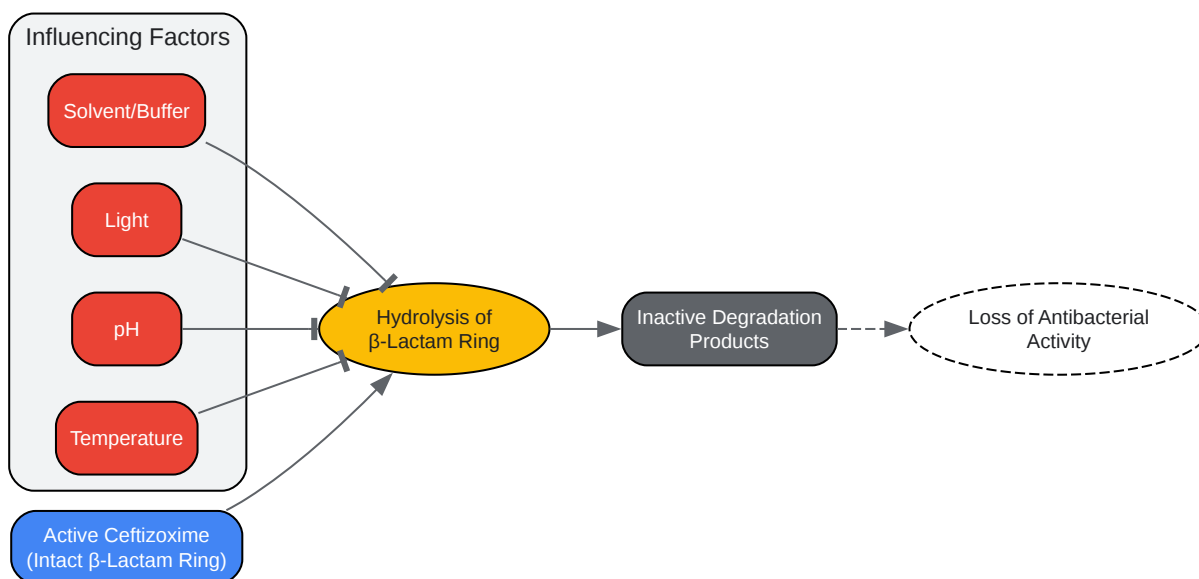 Influencing Factors
Solvent/Buffer
Light
pH
Temperature
Active Ceftizoxime
(Intact β-Lactam Ring)
Hydrolysis of
β-Lactam Ring
Inactive Degradation
Products
Loss of Antibacterial
Activity